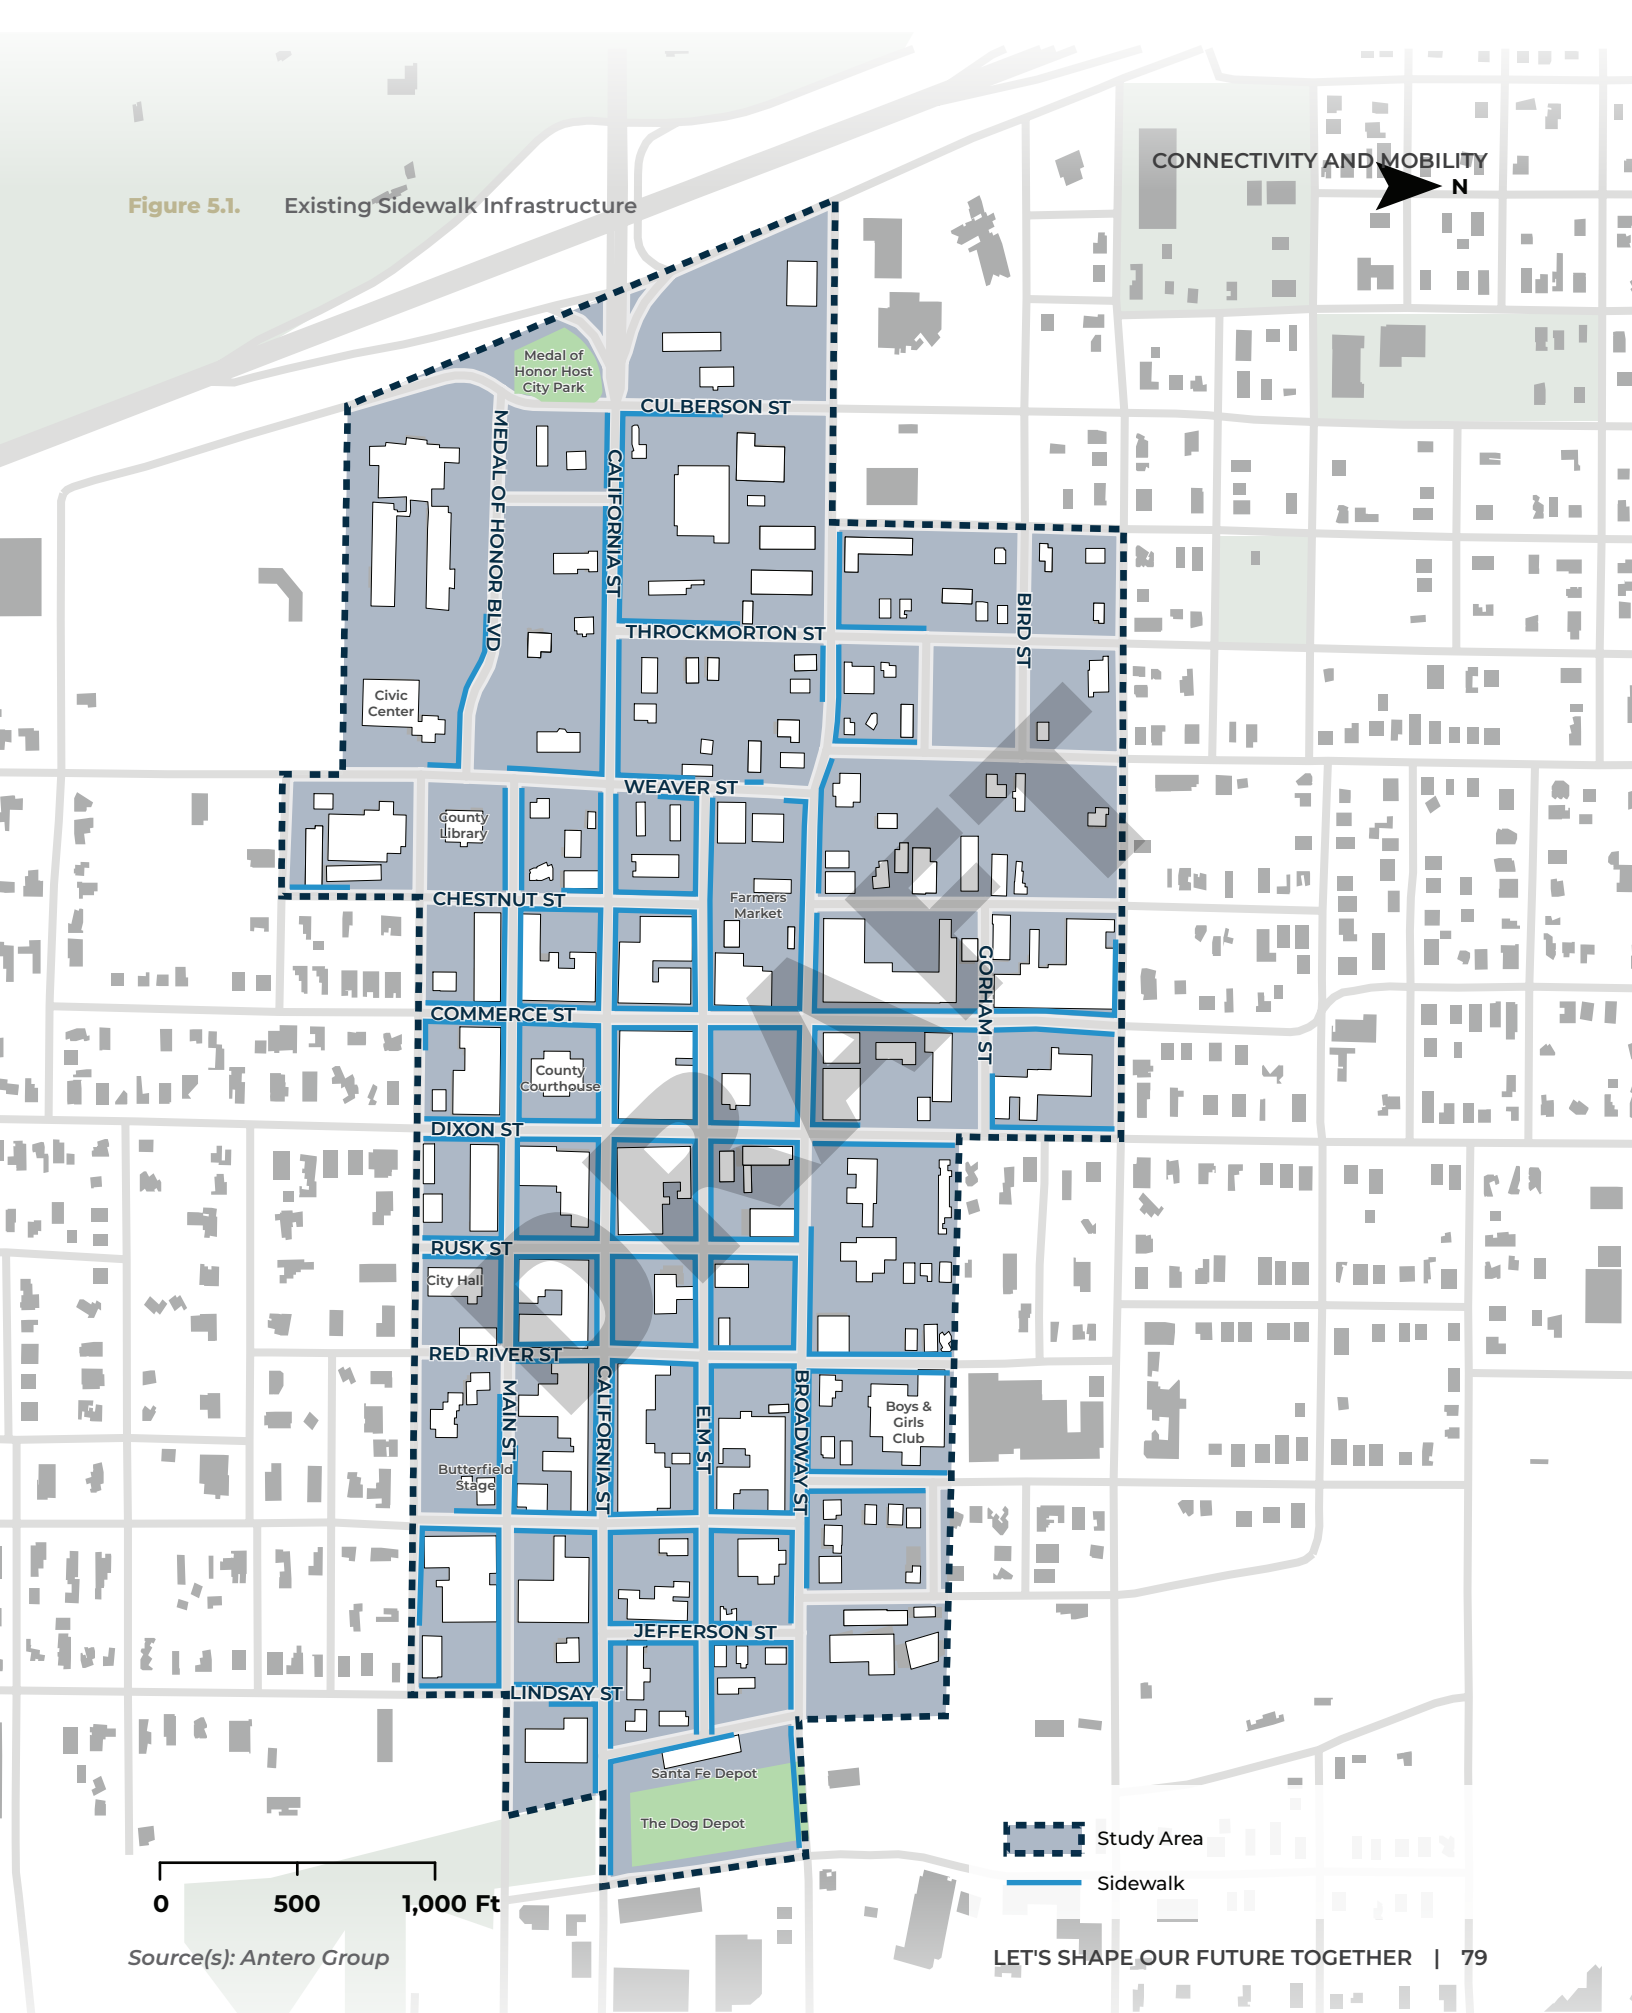 CONNECTIVITY AND MOBILITY
N
Figure 5.1. Existing Sidewalk Infrastructure
Medal of
Honor Host
City Park
CULBERSON ST
MEDAL OF HONOR BLVD
CALIFORNIA ST
THROCKMORTON ST
BIRD ST
Civic
Center
WEAVER ST
County
Library
CHESTNUT ST
Farmers
Market
GORHAM ST
COMMERCE ST
County
Courthouse
DIXON ST
DRAFT
RUSK ST
City Hall
RED RIVER ST
MAIN ST
CALIFORNIA ST
ELM ST
BROADWAY ST
Boys &
Girls
Club
Butterfield
Stage
JEFFERSON ST
LINDSAY ST
Santa Fe Depot
The Dog Depot
Study Area
Sidewalk
0 500 1,000 Ft
Source(s): Antero Group
LET'S SHAPE OUR FUTURE TOGETHER | 79